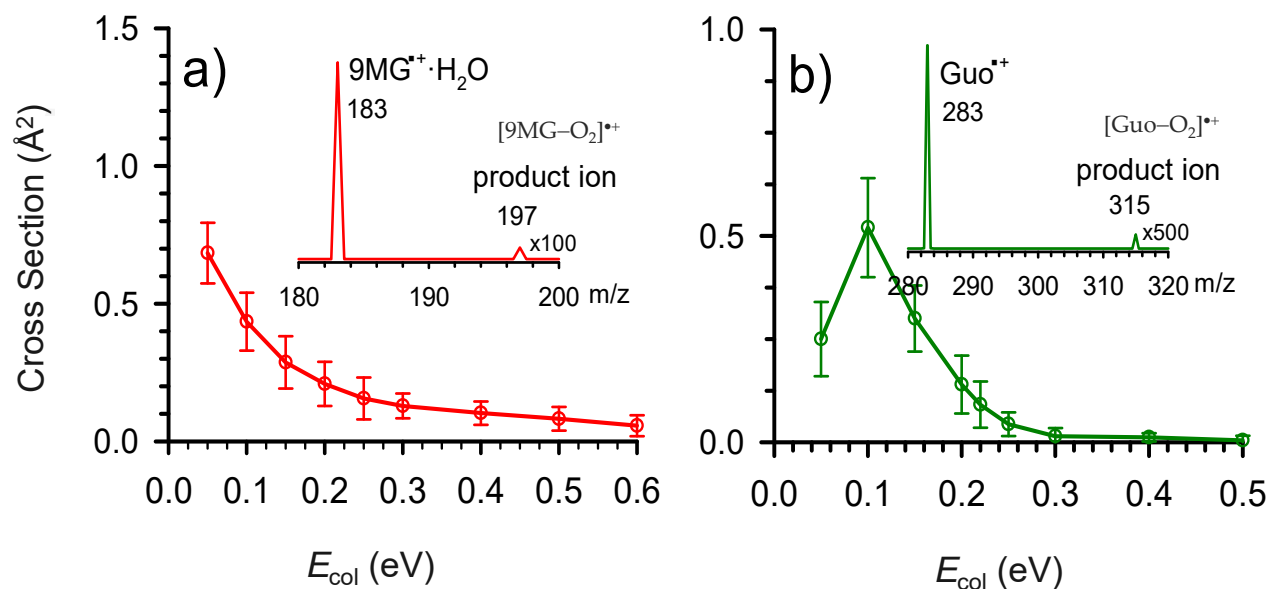 Cross Section (Å²)
1.5
1.0
0.5
0.0
a)
9MG▪⁺·H₂O
183
[9MG–O₂]•⁺
product ion
197
x100
180 190 200 m/z
0.0 0.1 0.2 0.3 0.4 0.5 0.6
E_col (eV)
1.0
0.5
0.0
b)
Guo▪⁺
283
[Guo–O₂]•⁺
product ion
315
x500
280 290 300 310 320 m/z
0.0 0.1 0.2 0.3 0.4 0.5
E_col (eV)